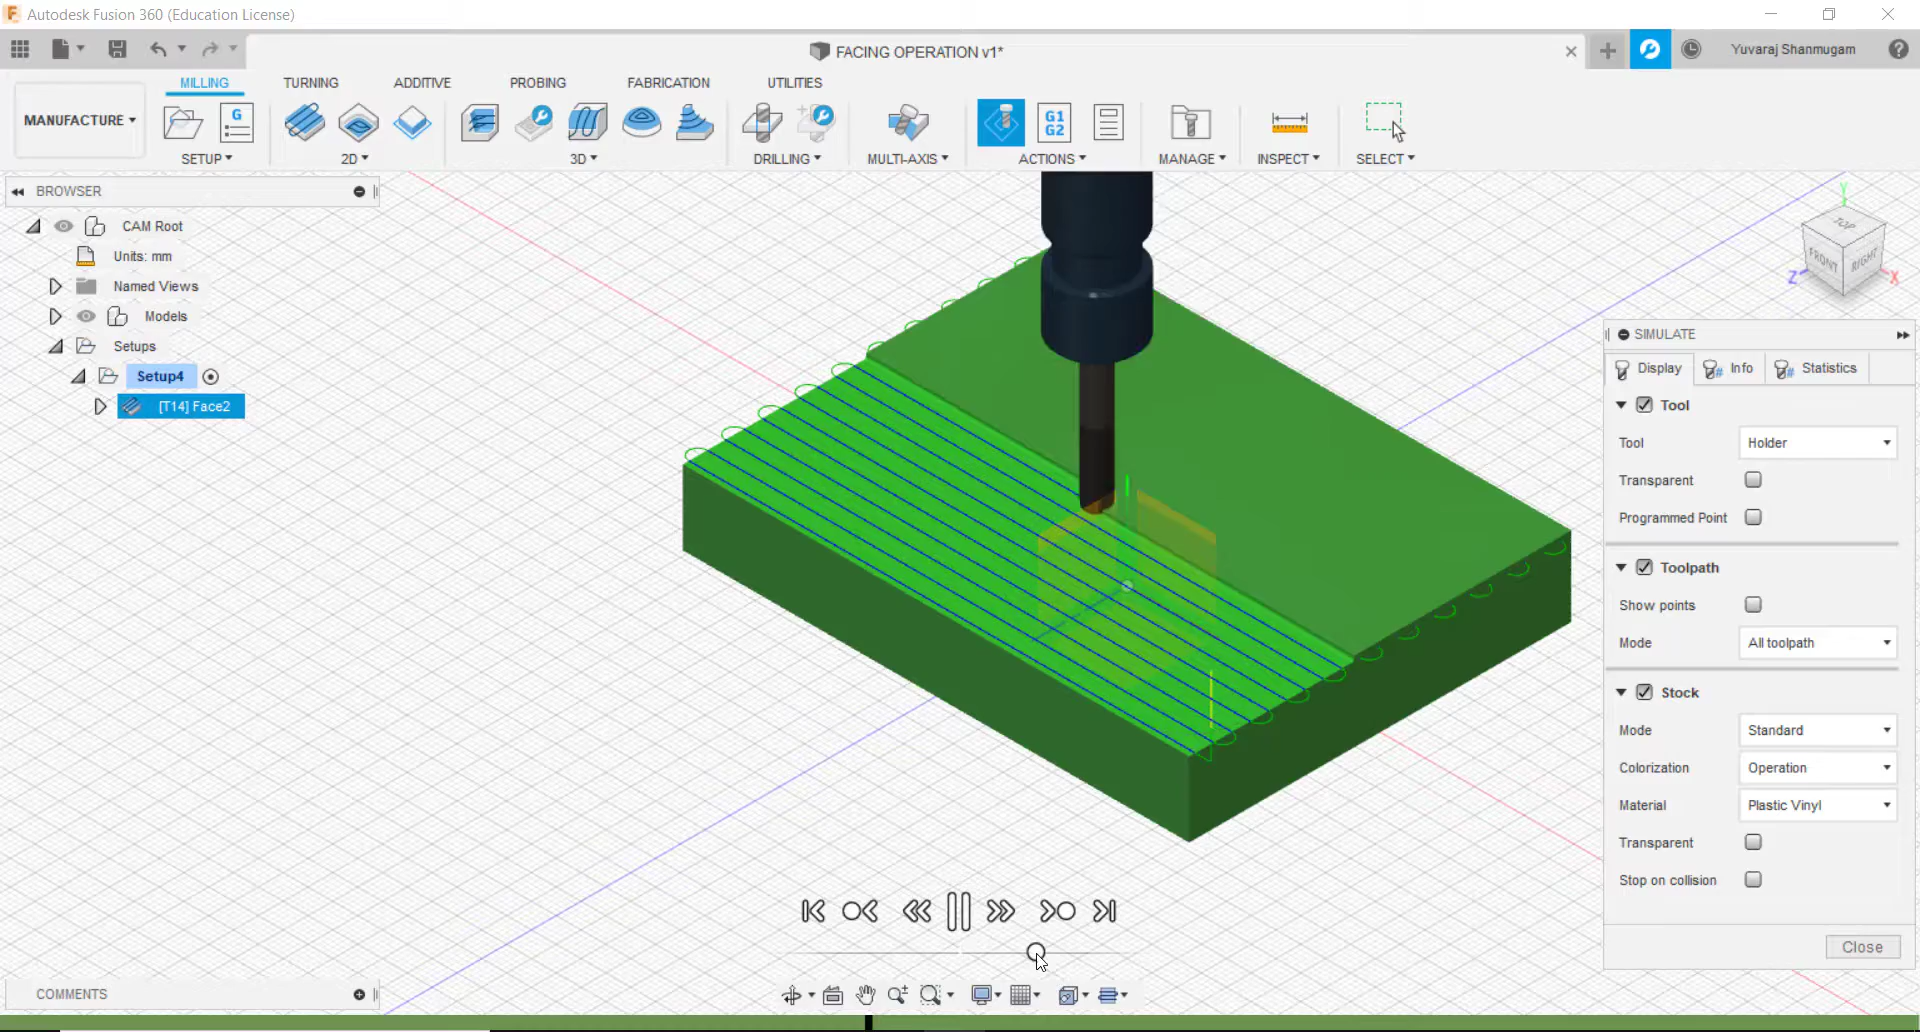 Autodesk Fusion 360 (Education License)
FACING OPERATION v1*
Yuvaraj Shanmugam
MILLING TURNING ADDITIVE PROBING FABRICATION UTILITIES
MANUFACTURE
G
G1
G2
SETUP 2D 3D DRILLING MULTI-AXIS ACTIONS MANAGE INSPECT SELECT
BROWSER
CAM Root
Units: mm
Named Views
Models
Setups
Setup4
[T14] Face2
Y
TOP
FRONT
RIGHT
Z
X
SIMULATE
Display Info Statistics
Tool
Tool Holder
Transparent
Programmed Point
Toolpath
Show points
Mode All toolpath
Stock
Mode Standard
Colorization Operation
Material Plastic Vinyl
Transparent
Stop on collision
Close
COMMENTS